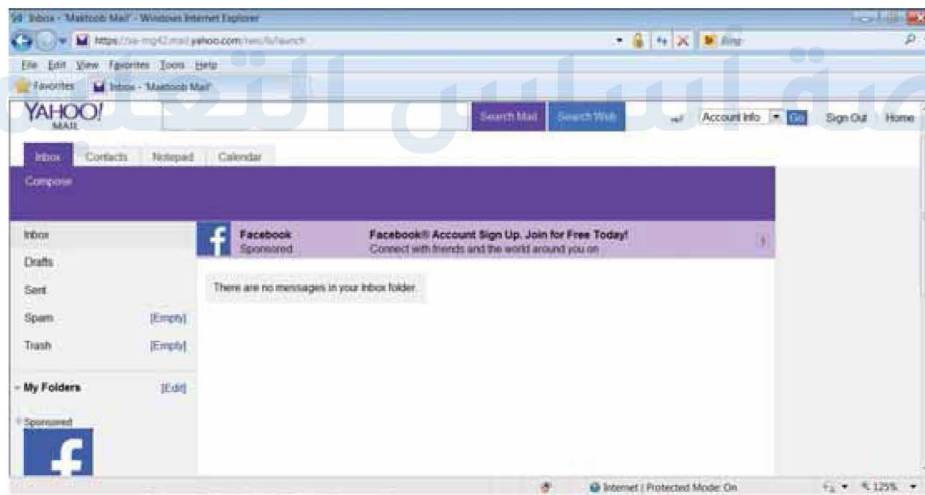 Inbox - 'Maktoob Mail' - Windows Internet Explorer
yahoo.com
Bing
File Edit View Favorites Tools Help
Favorites Inbox - 'Maktoob Mail'
YAHOO! MAIL
Search Mail Search Web Account Info Go Sign Out Home
Inbox Contacts Notepad Calendar
Compose
Inbox
Drafts
Sent
Spam [Empty]
Trash [Empty]
My Folders [Edit]
Sponsored
Facebook
Sponsored
Facebook® Account Sign Up. Join for Free Today!
Connect with friends and the world around you on
There are no messages in your Inbox folder.
Internet | Protected Mode: On 125%